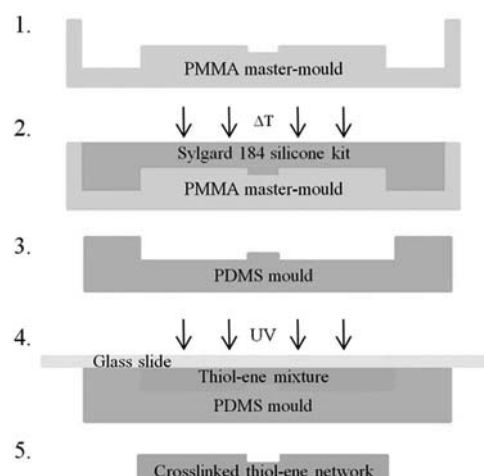 1.
PMMA master-mould
ΔT
2.
Sylgard 184 silicone kit
PMMA master-mould
3.
PDMS mould
4.
UV
Glass slide
Thiol-ene mixture
PDMS mould
5.
Crosslinked thiol-ene network